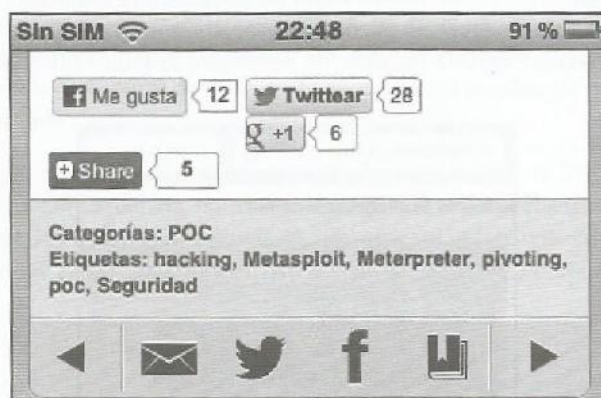 Sin SIM 22:48 91 %
Me gusta 12 Twittear 28
g +1 6
Share 5
Categorías: POC
Etiquetas: hacking, Metasploit, Meterpreter, pivoting,
poc, Seguridad